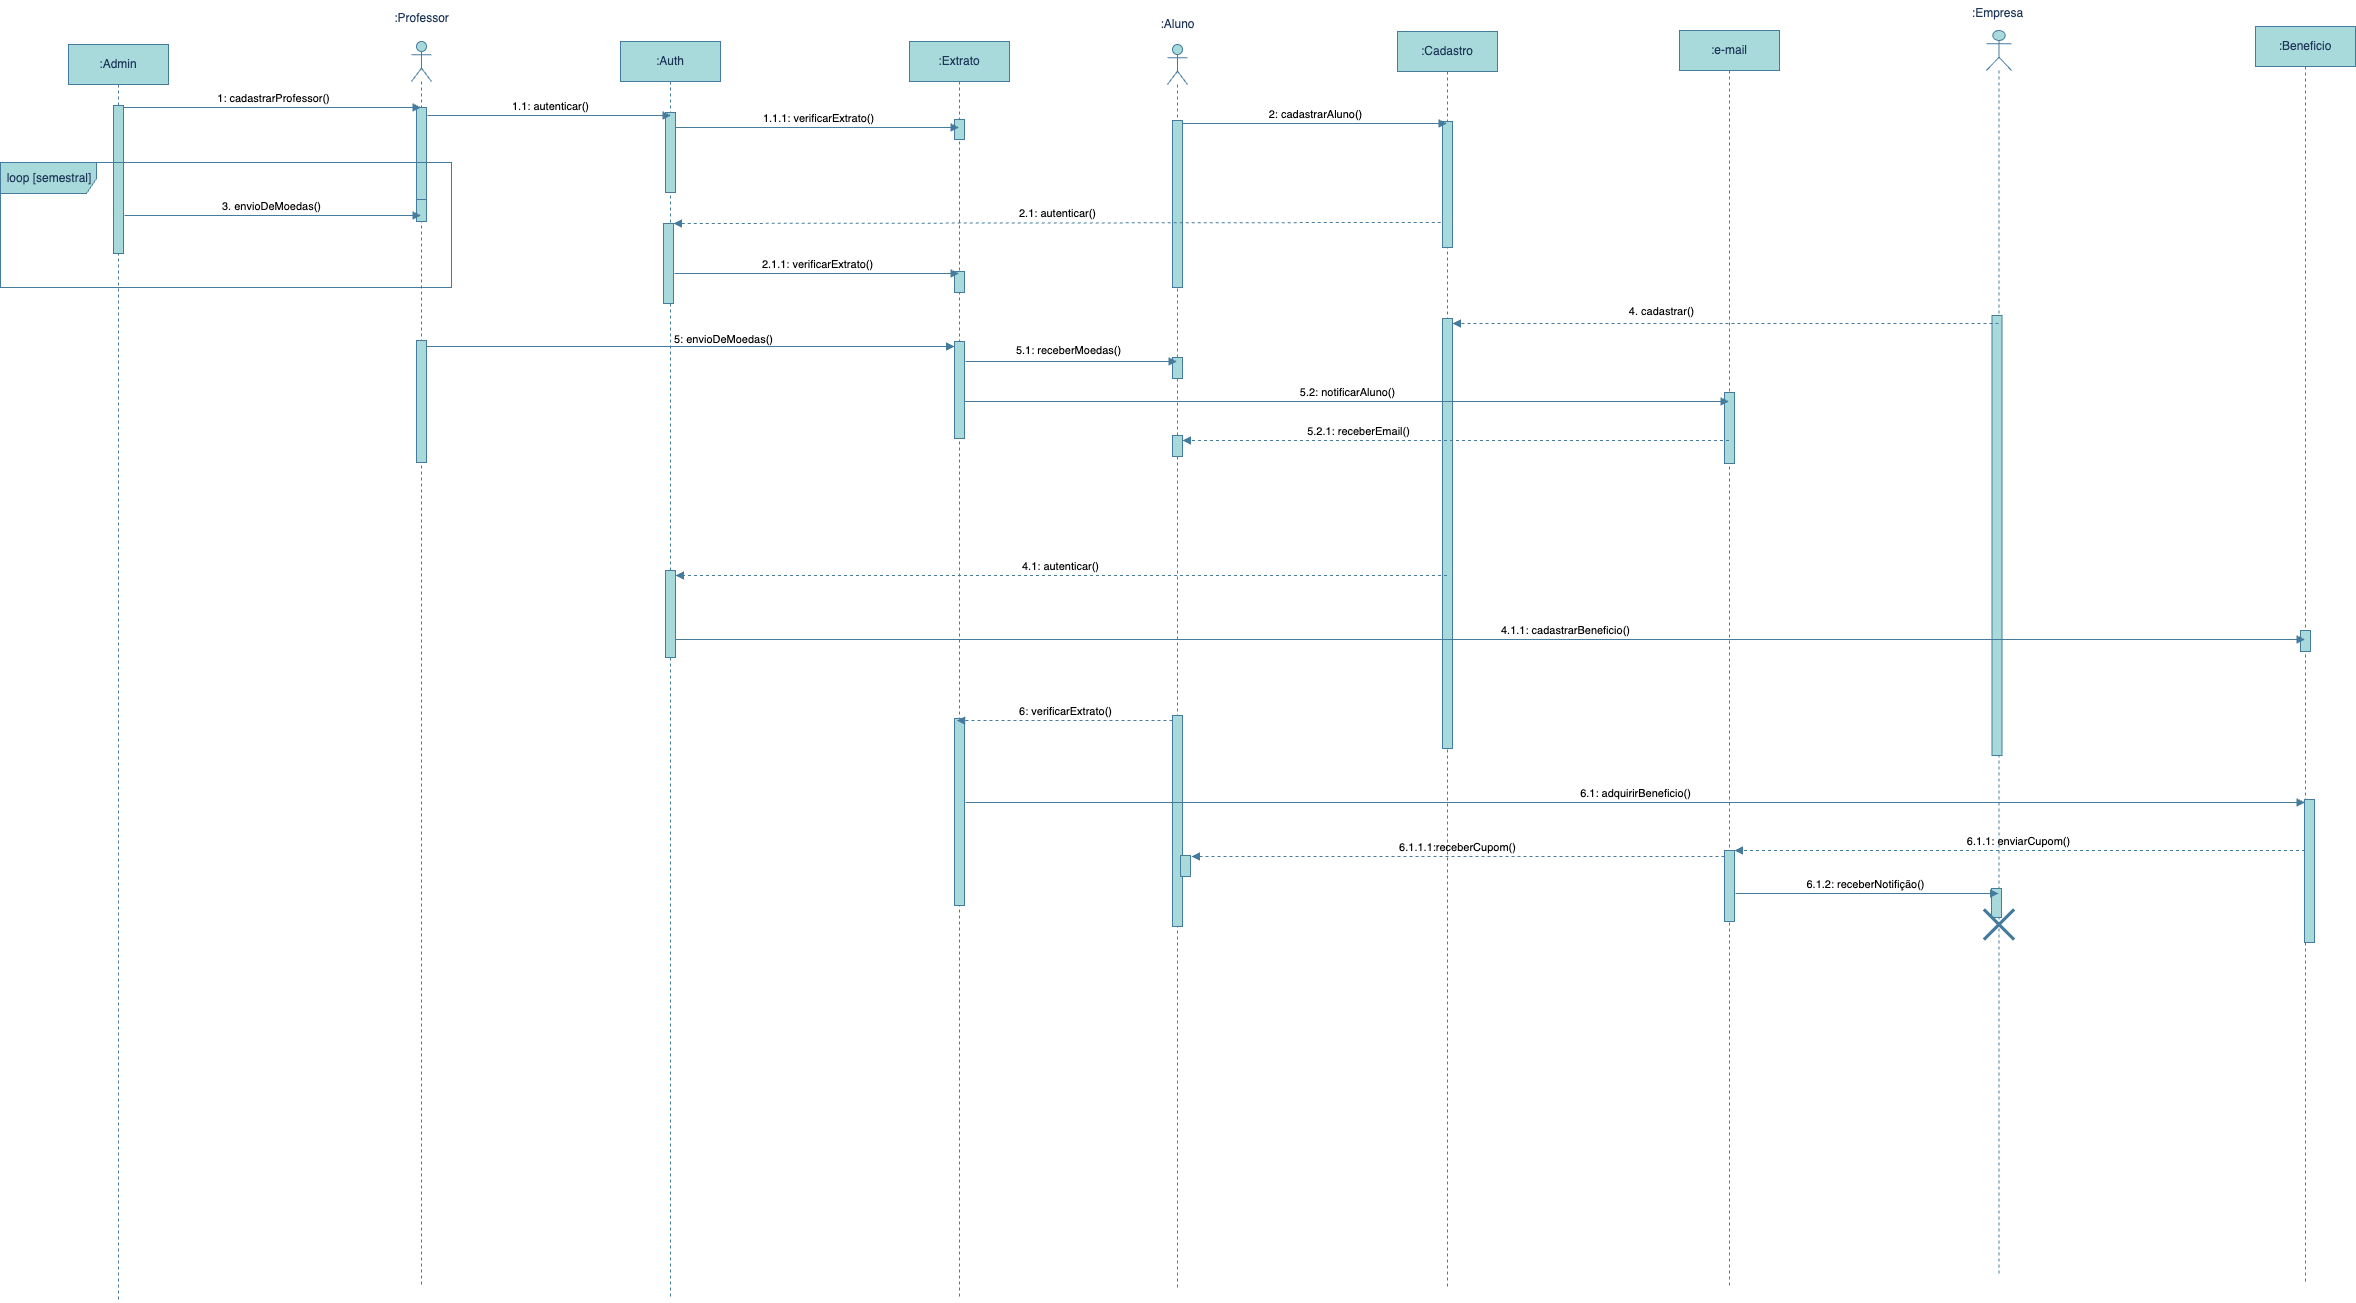 :Professor
:Aluno
:Empresa
:Admin
:Auth
:Extrato
:Cadastro
:e-mail
:Beneficio
1: cadastrarProfessor()
1.1: autenticar()
1.1.1: verificarExtrato()
2: cadastrarAluno()
loop [semestral]
3. envioDeMoedas()
2.1: autenticar()
2.1.1: verificarExtrato()
4. cadastrar()
5: envioDeMoedas()
5.1: receberMoedas()
5.2: notificarAluno()
5.2.1: receberEmail()
4.1: autenticar()
4.1.1: cadastrarBeneficio()
6: verificarExtrato()
6.1: adquirirBeneficio()
6.1.1: enviarCupom()
6.1.1.1:receberCupom()
6.1.2: receberNotifição()